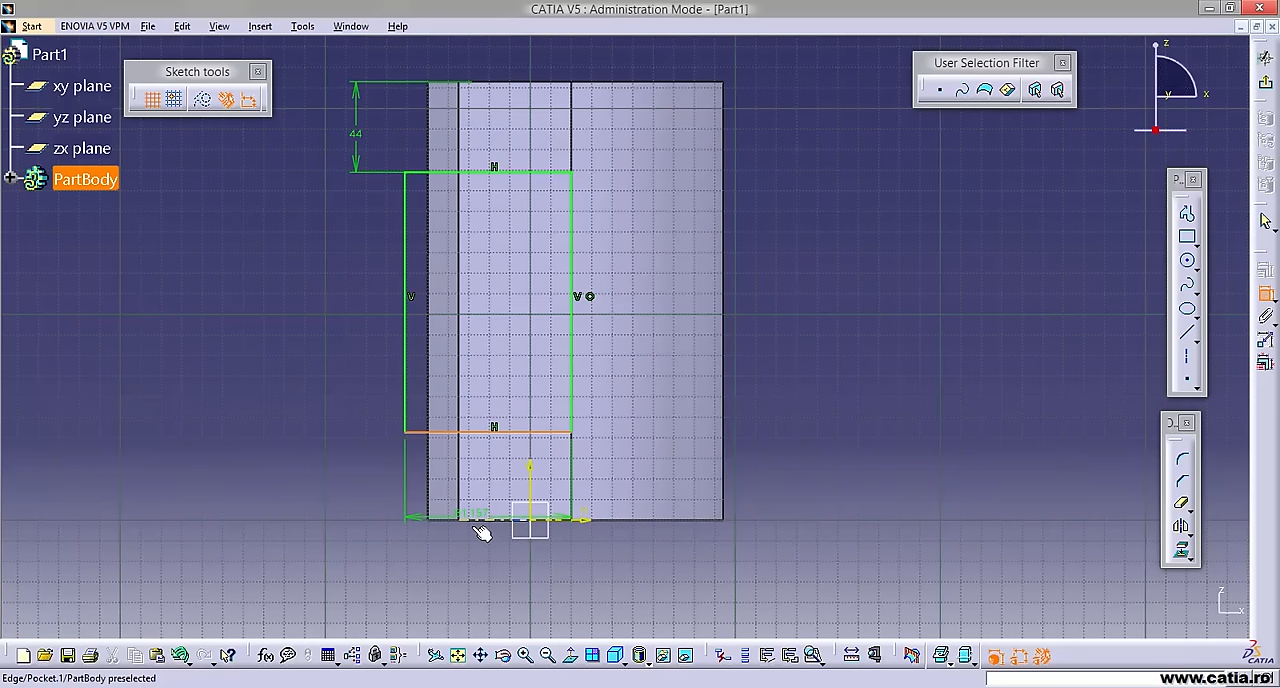 CATIA V5 : Administration Mode - [Part1]
Start ENOVIA V5 VPM File Edit View Insert Tools Window Help
Part1
xy plane
yz plane
zx plane
PartBody
Sketch tools
User Selection Filter
z
y
x
P..
D..
44
H
V
V
H
z
x
f(x)
CATIA
Edge/Pocket.1/PartBody preselected
www.catia.ro